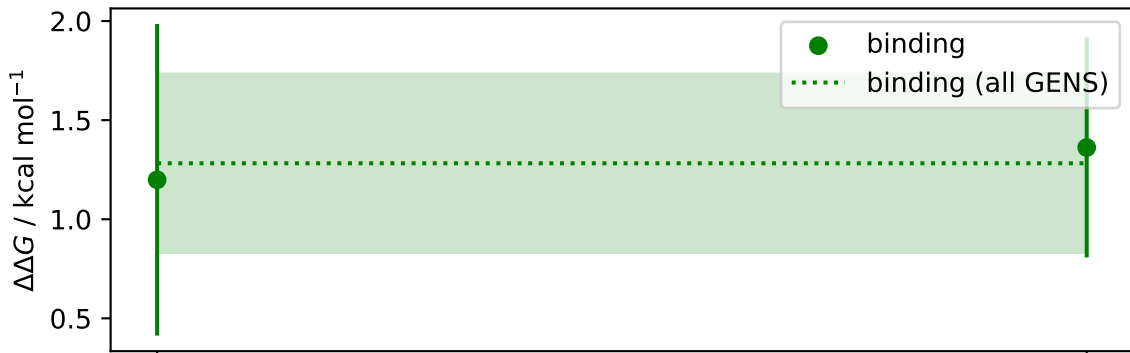 2.0
1.5
1.0
0.5
ΔΔG / kcal mol⁻¹
binding
binding (all GENS)